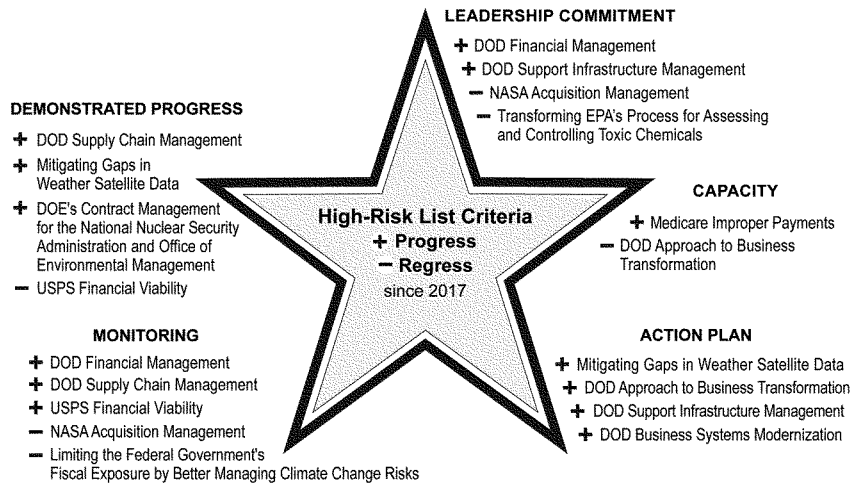 LEADERSHIP COMMITMENT
+ DOD Financial Management
+ DOD Support Infrastructure Management
– NASA Acquisition Management
– Transforming EPA's Process for Assessing
and Controlling Toxic Chemicals
DEMONSTRATED PROGRESS
+ DOD Supply Chain Management
+ Mitigating Gaps in
Weather Satellite Data
+ DOE's Contract Management
for the National Nuclear Security
Administration and Office of
Environmental Management
– USPS Financial Viability
High-Risk List Criteria
+ Progress
– Regress
since 2017
CAPACITY
+ Medicare Improper Payments
– DOD Approach to Business
Transformation
MONITORING
+ DOD Financial Management
+ DOD Supply Chain Management
+ USPS Financial Viability
– NASA Acquisition Management
– Limiting the Federal Government's
Fiscal Exposure by Better Managing Climate Change Risks
ACTION PLAN
+ Mitigating Gaps in Weather Satellite Data
+ DOD Approach to Business Transformation
+ DOD Support Infrastructure Management
+ DOD Business Systems Modernization